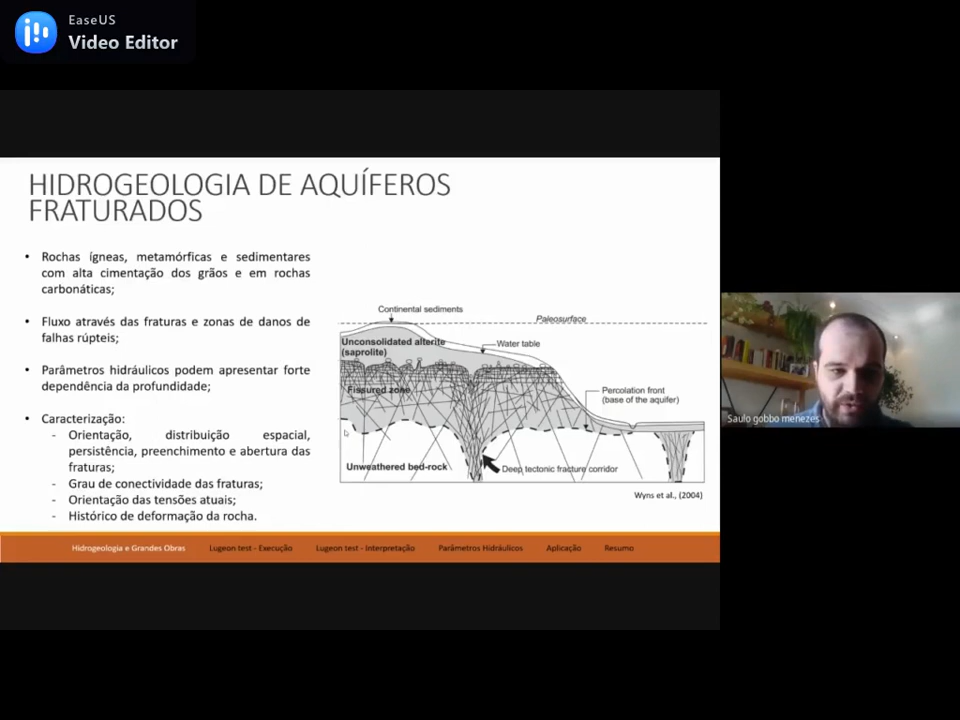 EaseUS
Video Editor
HIDROGEOLOGIA DE AQUÍFEROS
FRATURADOS
• Rochas ígneas, metamórficas e sedimentares
com alta cimentação dos grãos e em rochas
carbonáticas;
• Fluxo através das fraturas e zonas de danos de
falhas rúpteis;
• Parâmetros hidráulicos podem apresentar forte
dependência da profundidade;
• Caracterização:
- Orientação, distribuição espacial,
persistência, preenchimento e abertura das
fraturas;
- Grau de conectividade das fraturas;
- Orientação das tensões atuais;
- Histórico de deformação da rocha.
Continental sediments
Paleosurface
Unconsolidated alterite
(saprolite)
Water table
Fissured zone
Percolation front
(base of the aquifer)
Unweathered bed-rock
Deep tectonic fracture corridor
Wyns et al., (2004)
Saulo gobbo menezes
Hidrogeologia e Grandes Obras
Lugeon test - Execução
Lugeon test - Interpretação
Parâmetros Hidráulicos
Aplicação
Resumo